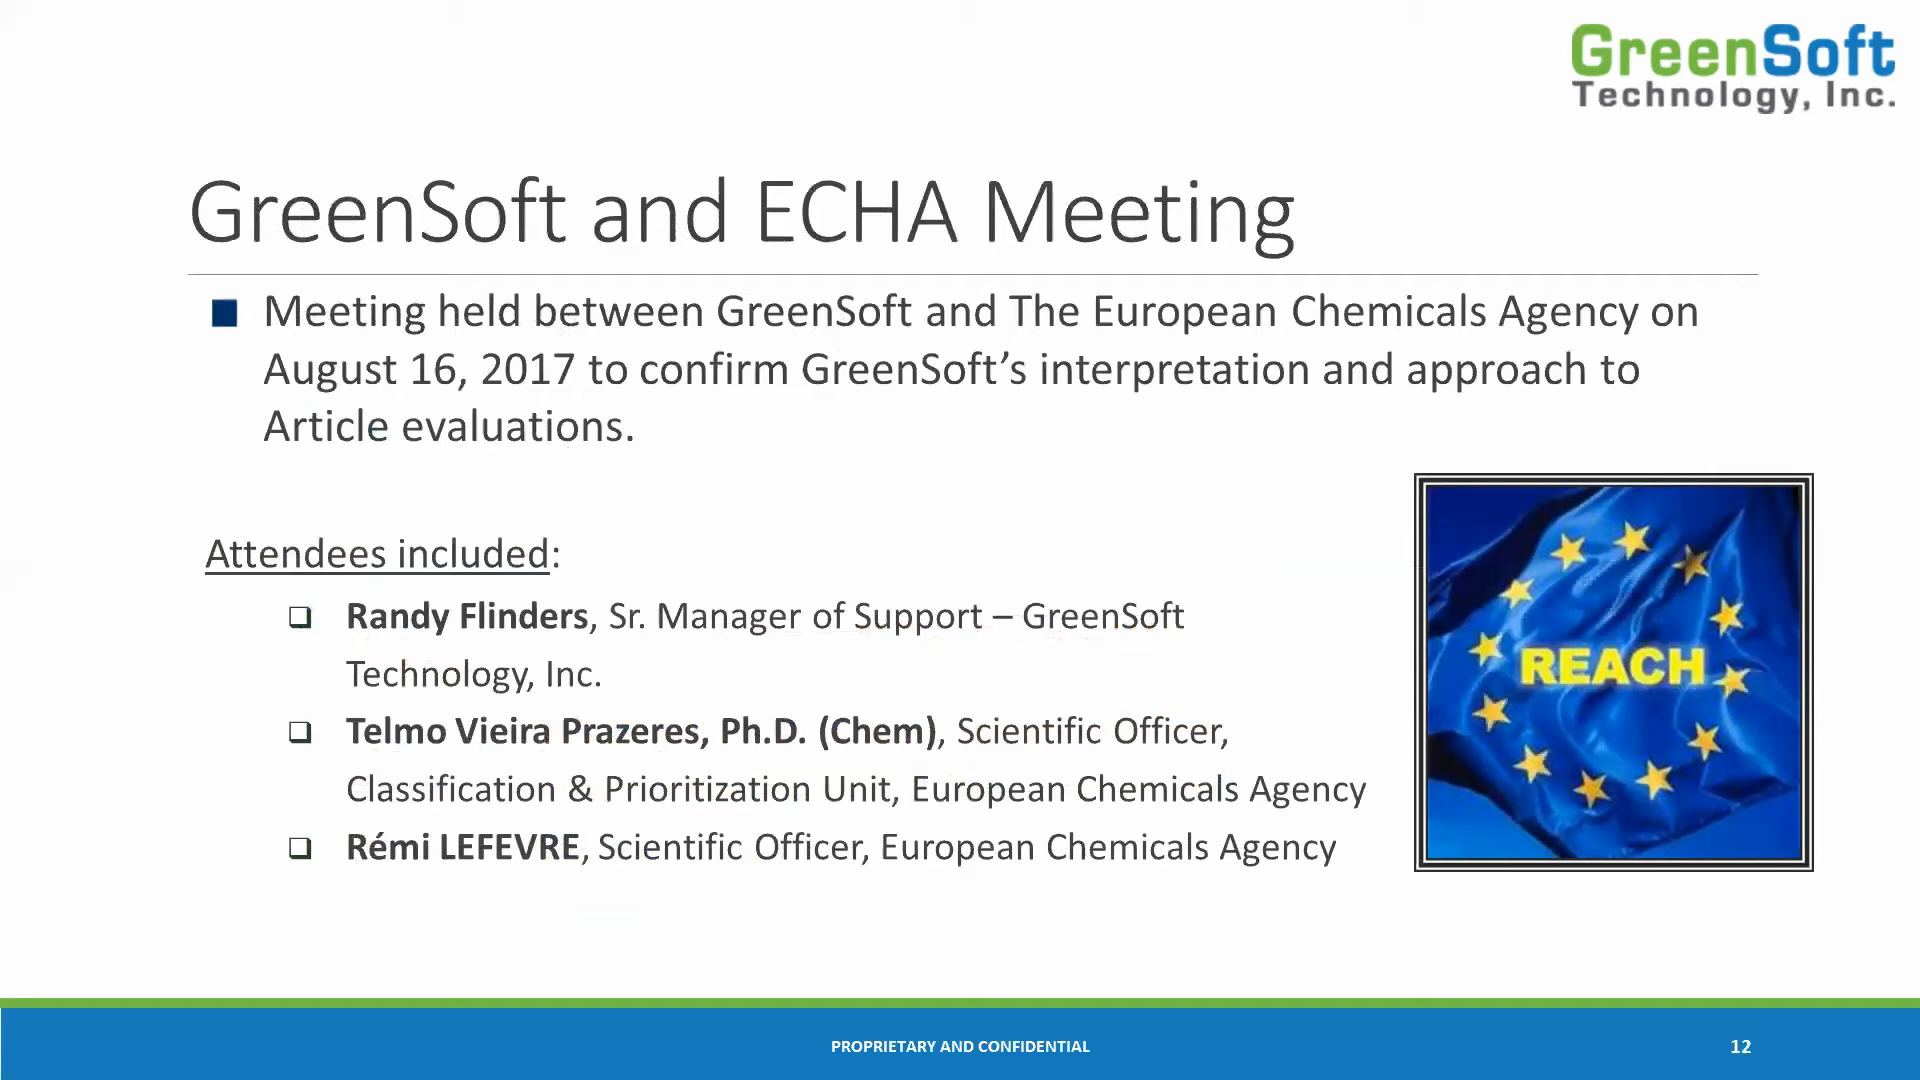 GreenSoft
Technology, Inc.
GreenSoft and ECHA Meeting
Meeting held between GreenSoft and The European Chemicals Agency on
August 16, 2017 to confirm GreenSoft’s interpretation and approach to
Article evaluations.
Attendees included:
Randy Flinders, Sr. Manager of Support – GreenSoft
Technology, Inc.
Telmo Vieira Prazeres, Ph.D. (Chem), Scientific Officer,
Classification & Prioritization Unit, European Chemicals Agency
Rémi LEFEVRE, Scientific Officer, European Chemicals Agency
REACH
PROPRIETARY AND CONFIDENTIAL
12